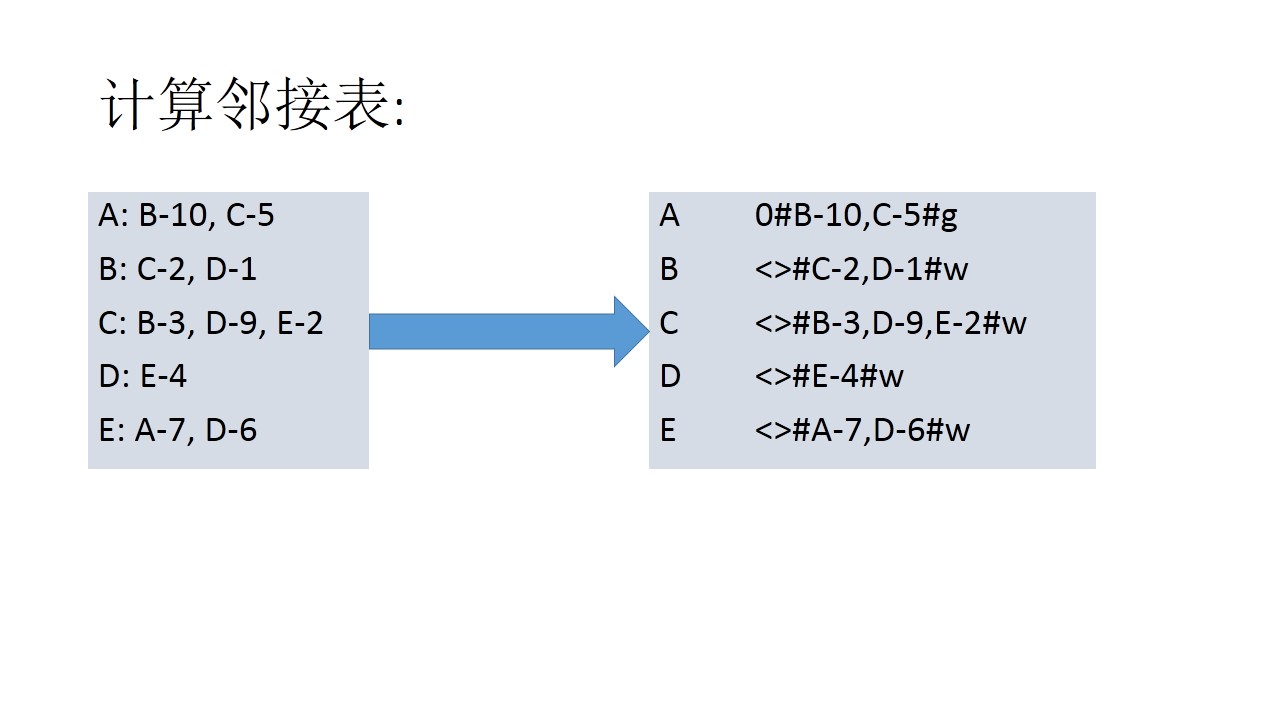 计算邻接表:
A: B-10, C-5
B: C-2, D-1
C: B-3, D-9, E-2
D: E-4
E: A-7, D-6
A 0#B-10,C-5#g
B <>#C-2,D-1#w
C <>#B-3,D-9,E-2#w
D <>#E-4#w
E <>#A-7,D-6#w